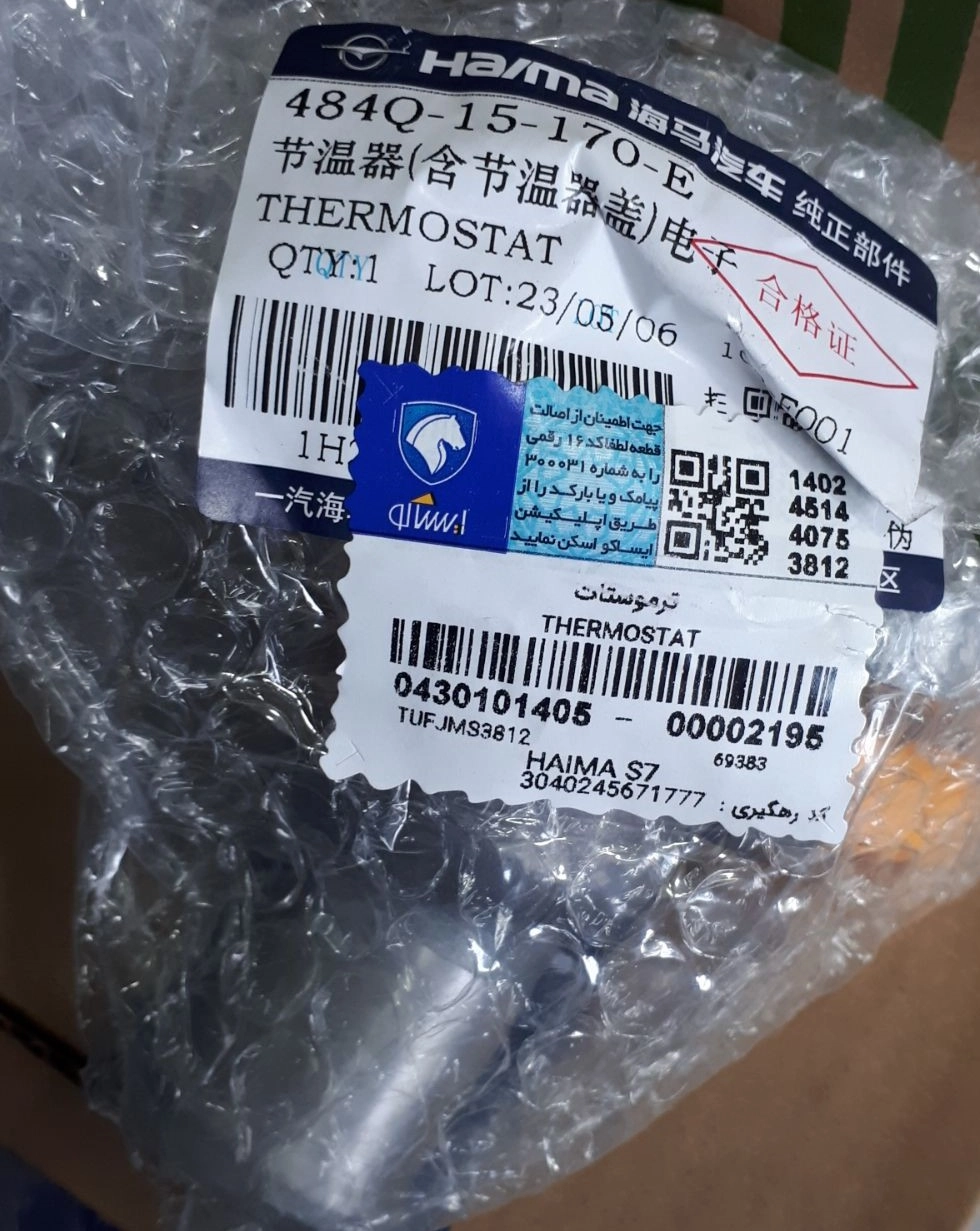 Haima 海马汽车 纯正部件
484Q-15-170-E
节温器(含节温器盖)电子
THERMOSTAT
QTY:1 LOT:23/05/06
合格证
E001
1H
一汽海
伪
区
ایساکو
جهت اطمینان از اصالت
قطعه لطفا کد ۱۶ رقمی
را به شماره ۳۰۰۰۳۱
پیامک و یا بارکد را از
طریق اپلیکیشن
ایساکو اسکن نمایید
1402
4514
4075
3812
ترموستات
THERMOSTAT
0430101405 - 00002195
TUFJMS3812 69383
HAIMA S7
کد رهگیری : 3040245671777